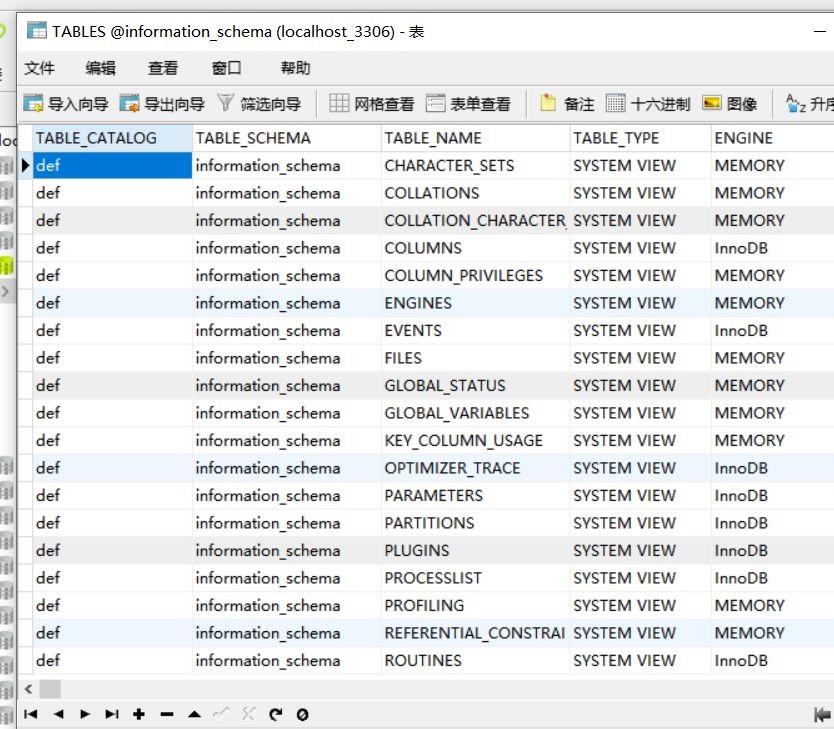 TABLES @information_schema (localhost_3306) - 表
文件 编辑 查看 窗口 帮助
导入向导 导出向导 筛选向导 网格查看 表单查看 备注 十六进制 图像 升序
TABLE_CATALOG TABLE_SCHEMA TABLE_NAME TABLE_TYPE ENGINE
def information_schema CHARACTER_SETS SYSTEM VIEW MEMORY
def information_schema COLLATIONS SYSTEM VIEW MEMORY
def information_schema COLLATION_CHARACTER_ SYSTEM VIEW MEMORY
def information_schema COLUMNS SYSTEM VIEW InnoDB
def information_schema COLUMN_PRIVILEGES SYSTEM VIEW MEMORY
def information_schema ENGINES SYSTEM VIEW MEMORY
def information_schema EVENTS SYSTEM VIEW InnoDB
def information_schema FILES SYSTEM VIEW MEMORY
def information_schema GLOBAL_STATUS SYSTEM VIEW MEMORY
def information_schema GLOBAL_VARIABLES SYSTEM VIEW MEMORY
def information_schema KEY_COLUMN_USAGE SYSTEM VIEW MEMORY
def information_schema OPTIMIZER_TRACE SYSTEM VIEW InnoDB
def information_schema PARAMETERS SYSTEM VIEW InnoDB
def information_schema PARTITIONS SYSTEM VIEW InnoDB
def information_schema PLUGINS SYSTEM VIEW InnoDB
def information_schema PROCESSLIST SYSTEM VIEW InnoDB
def information_schema PROFILING SYSTEM VIEW MEMORY
def information_schema REFERENTIAL_CONSTRAI SYSTEM VIEW MEMORY
def information_schema ROUTINES SYSTEM VIEW InnoDB